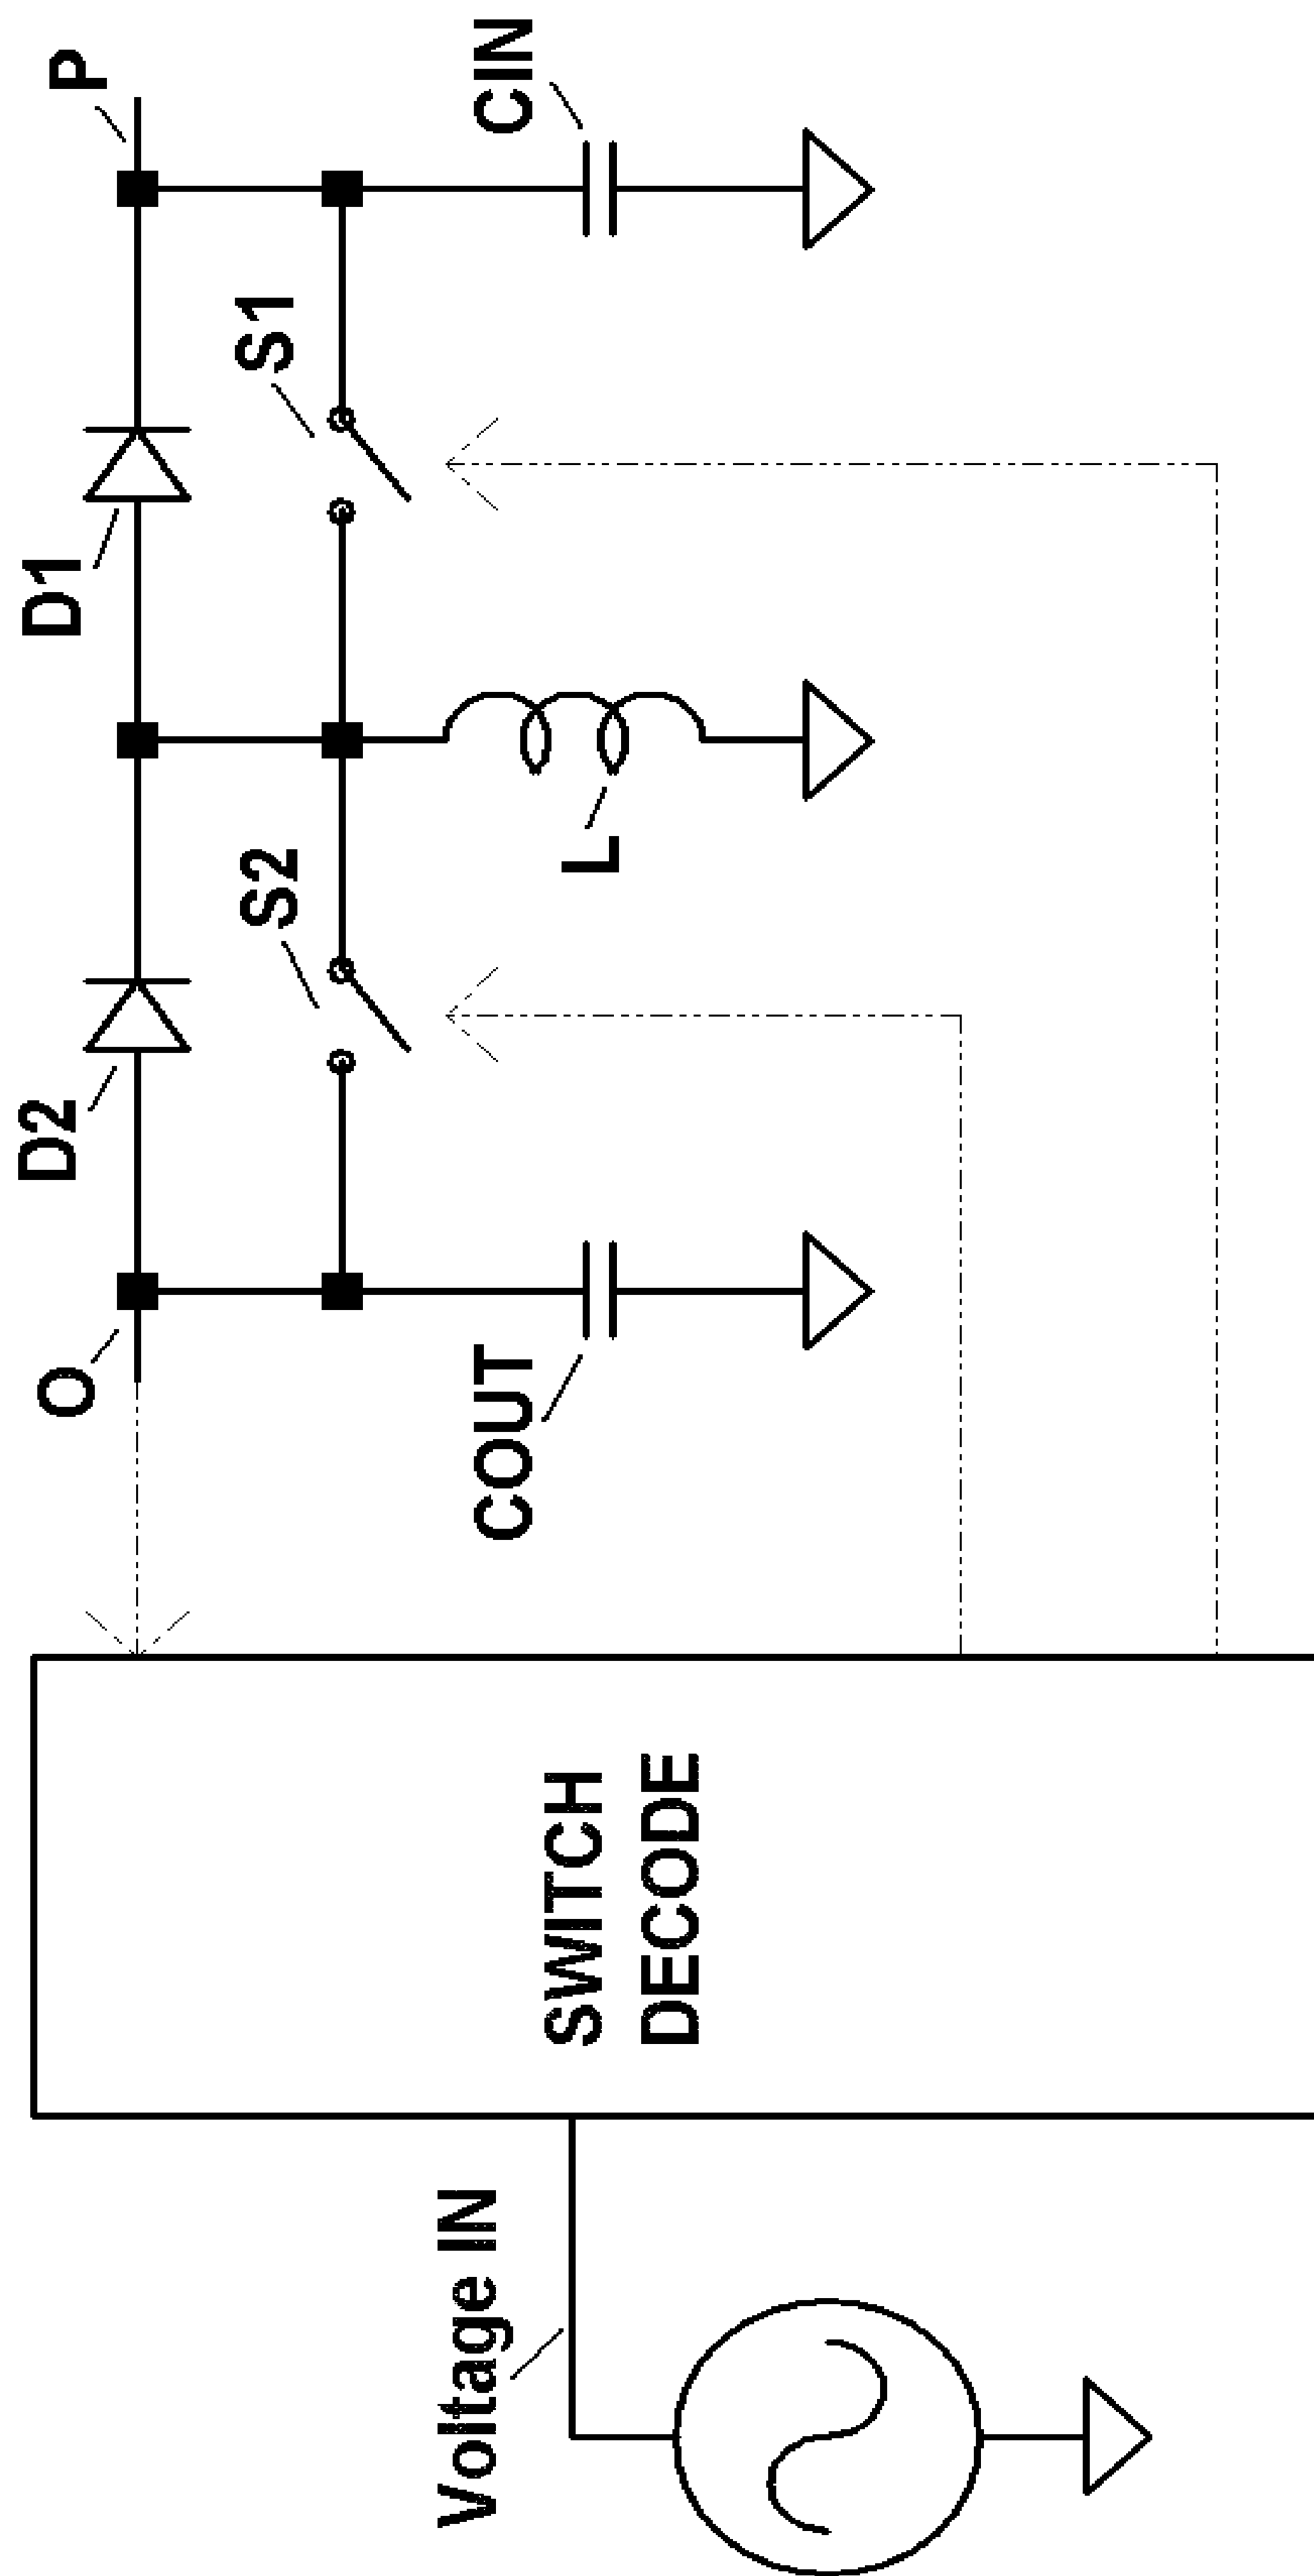 P
CIN
S1
D1
L
S2
D2
O
COUT
SWITCH
DECODE
Voltage IN